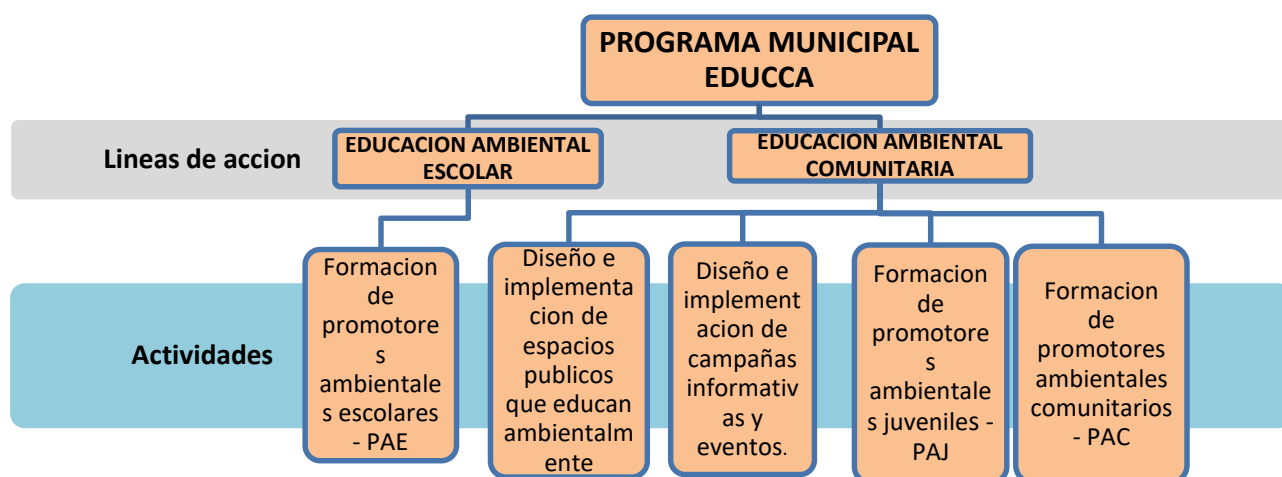 PROGRAMA MUNICIPAL
EDUCCA
Lineas de accion
EDUCACION AMBIENTAL
ESCOLAR
EDUCACION AMBIENTAL
COMUNITARIA
Actividades
Formacion
de
promotore
s
ambientale
s escolares
- PAE
Diseño e
implementa
cion de
espacios
publicos
que educan
ambientalm
ente
Diseño e
implement
acion de
campañas
informativ
as y
eventos.
Formacion
de
promotore
s
ambientale
s juveniles -
PAJ
Formacion
de
promotores
ambientales
comunitarios
- PAC